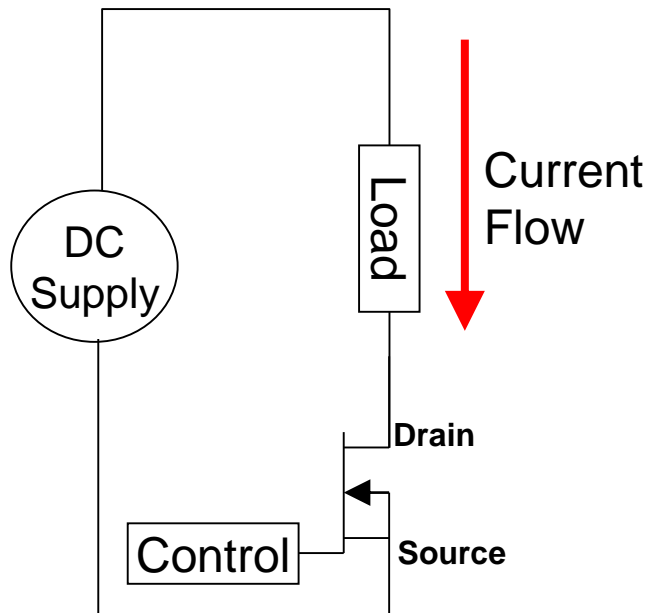 DC
Supply
Load
Current
Flow
Drain
Control
Source